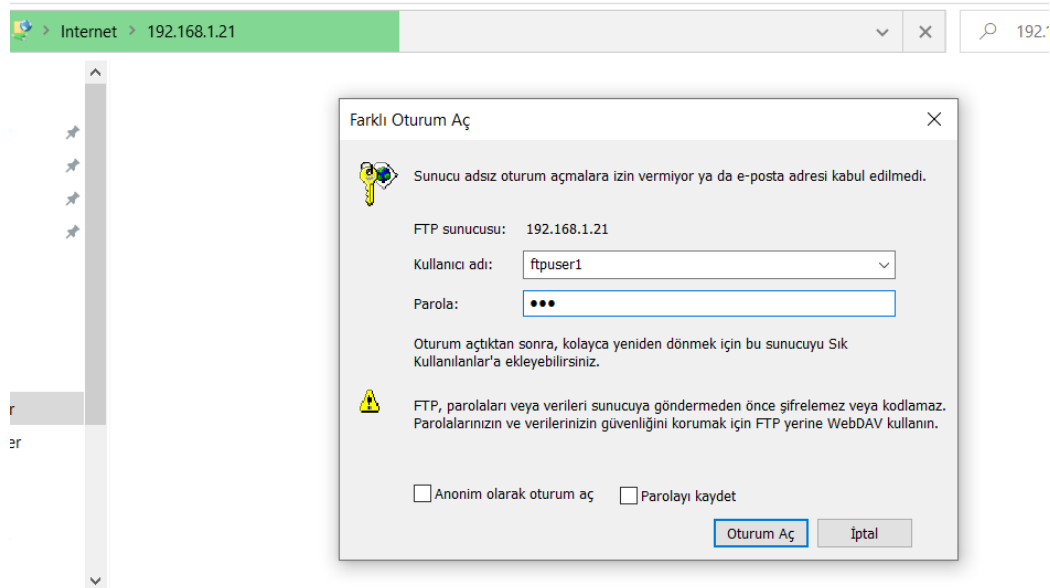 Internet 192.168.1.21
192.1
Farklı Oturum Aç
Sunucu adsız oturum açmalara izin vermiyor ya da e-posta adresi kabul edilmedi.
FTP sunucusu: 192.168.1.21
Kullanıcı adı: ftpuser1
Parola: •••
Oturum açtıktan sonra, kolayca yeniden dönmek için bu sunucuyu Sık
Kullanılanlar'a ekleyebilirsiniz.
r
FTP, parolaları veya verileri sunucuya göndermeden önce şifrelemez veya kodlamaz.
Parolalarınızın ve verilerinizin güvenliğini korumak için FTP yerine WebDAV kullanın.
er
Anonim olarak oturum aç Parolayı kaydet
Oturum Aç İptal